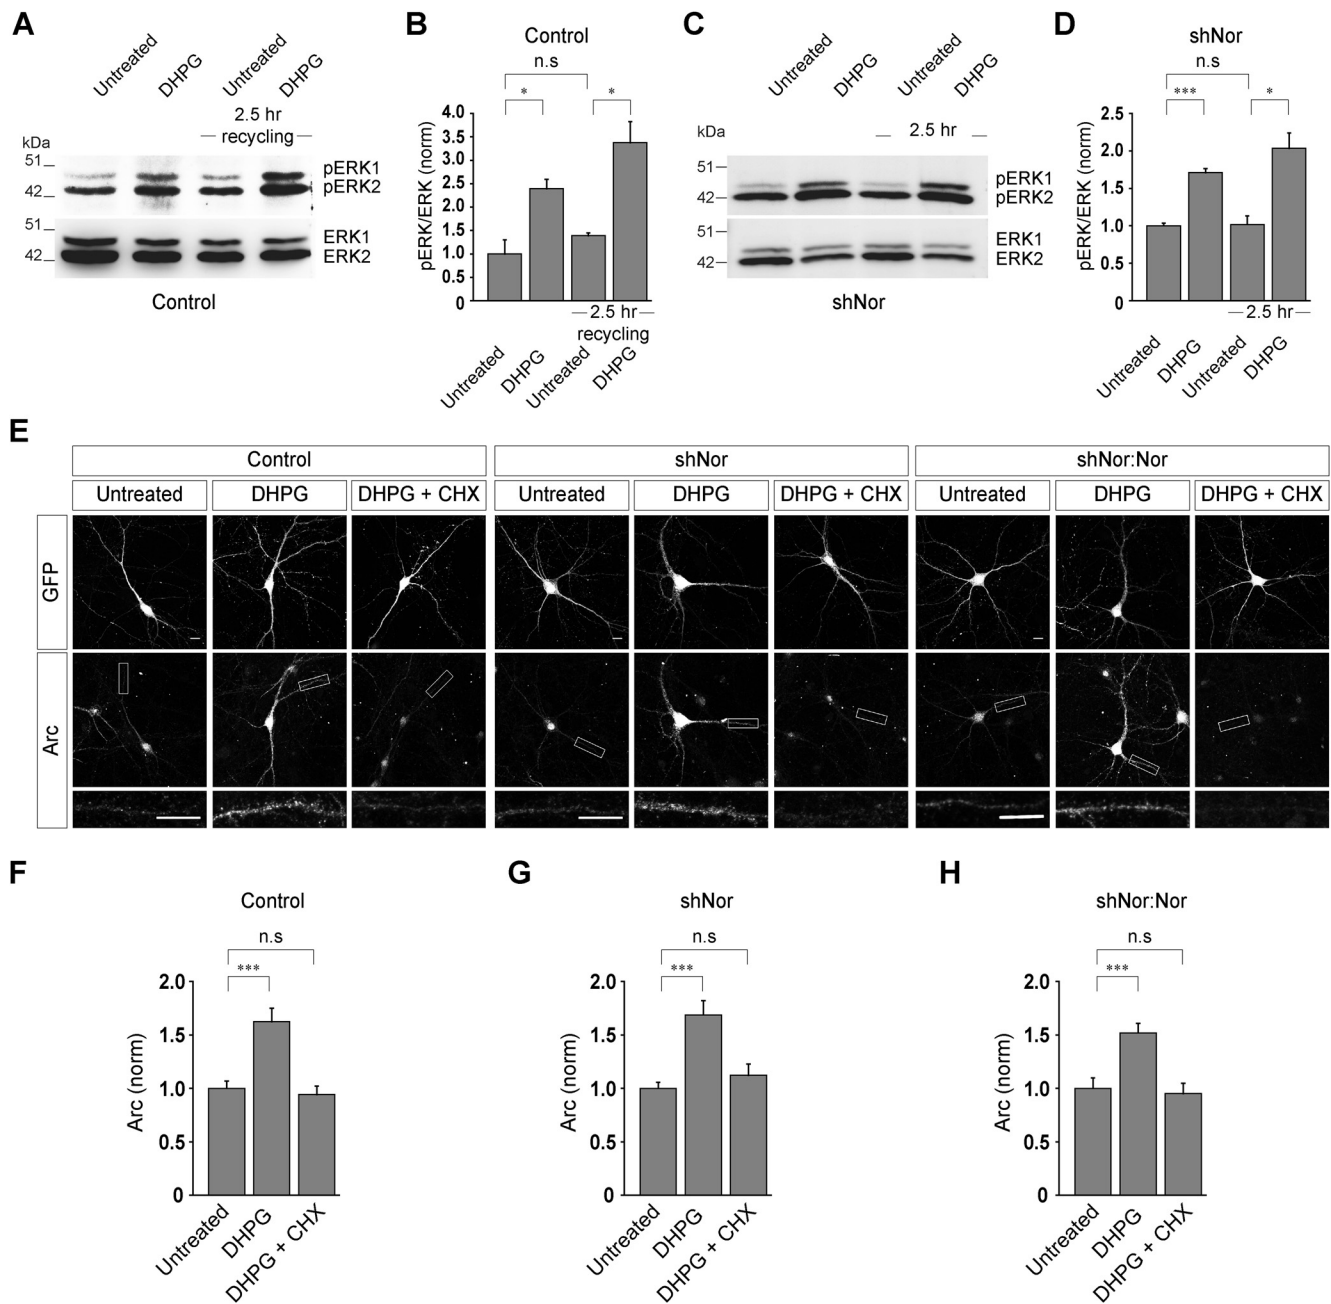 A
Untreated
DHPG
Untreated
DHPG
2.5 hr
recycling
kDa
51
42
pERK1
pERK2
51
42
ERK1
ERK2
Control
B
Control
n.s
*
*
pERK/ERK (norm)
4.0
3.5
3.0
2.5
2.0
1.5
1.0
0.5
0
2.5 hr
recycling
Untreated
DHPG
Untreated
DHPG
C
Untreated
DHPG
Untreated
DHPG
2.5 hr
kDa
51
42
pERK1
pERK2
51
42
ERK1
ERK2
shNor
D
shNor
n.s
***
*
pERK/ERK (norm)
2.5
2.0
1.5
1.0
0.5
0
2.5 hr
Untreated
DHPG
Untreated
DHPG
E
Control
shNor
shNor:Nor
Untreated
DHPG
DHPG + CHX
Untreated
DHPG
DHPG + CHX
Untreated
DHPG
DHPG + CHX
GFP
Arc
F
Control
n.s
***
Arc (norm)
2.0
1.5
1.0
0.5
0
Untreated
DHPG
DHPG + CHX
G
shNor
n.s
***
Arc (norm)
2.0
1.5
1.0
0.5
0
Untreated
DHPG
DHPG + CHX
H
shNor:Nor
n.s
***
Arc (norm)
2.0
1.5
1.0
0.5
0
Untreated
DHPG
DHPG + CHX